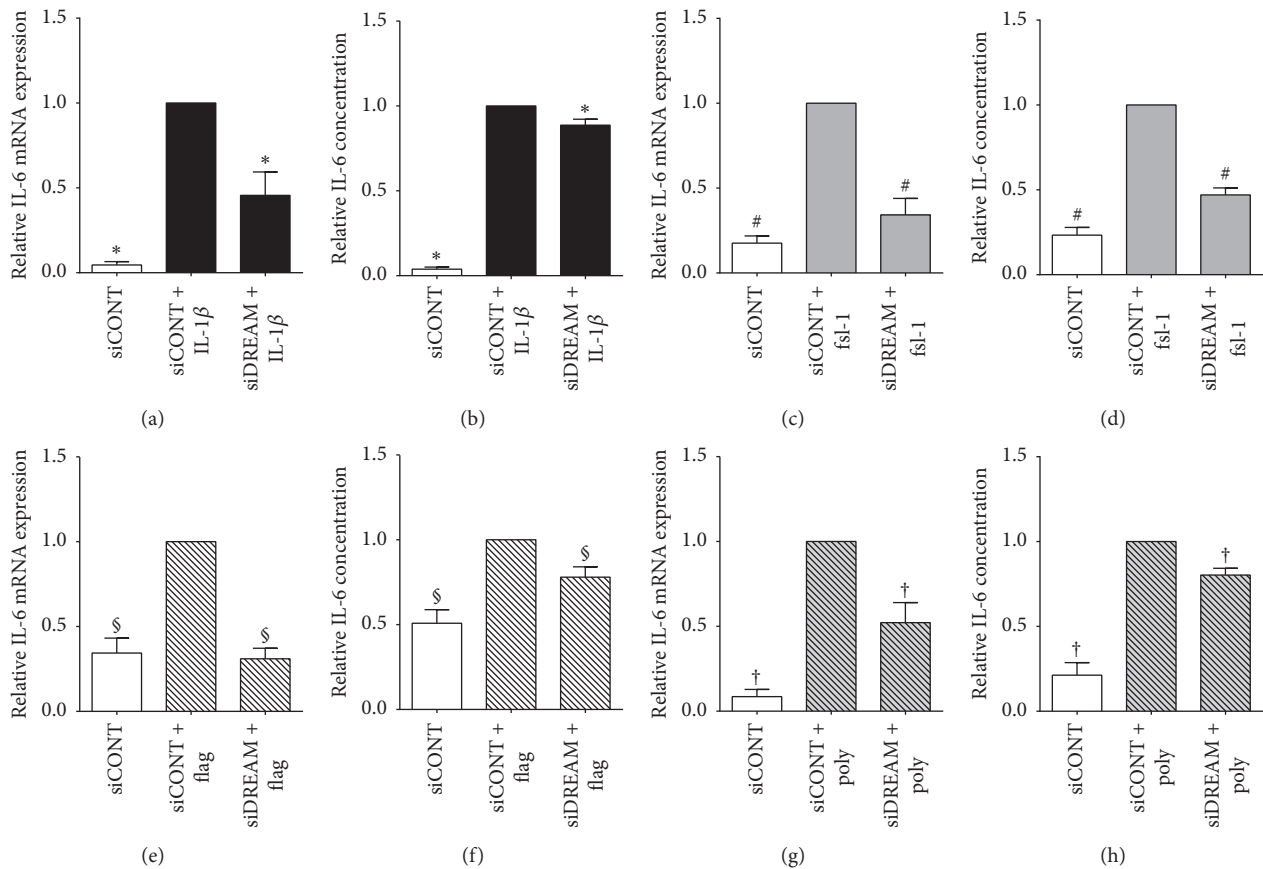 Relative IL-6 mRNA expression
1.5
1.0
0.5
0.0
*
*
siCONT
siCONT +
IL-1β
siDREAM +
IL-1β
(a)
Relative IL-6 concentration
1.5
1.0
0.5
0.0
*
*
siCONT
siCONT +
IL-1β
siDREAM +
IL-1β
(b)
Relative IL-6 mRNA expression
1.5
1.0
0.5
0.0
#
#
siCONT
siCONT +
fsl-1
siDREAM +
fsl-1
(c)
Relative IL-6 concentration
1.5
1.0
0.5
0.0
#
#
siCONT
siCONT +
fsl-1
siDREAM +
fsl-1
(d)
Relative IL-6 mRNA expression
1.5
1.0
0.5
0.0
§
§
siCONT
siCONT +
flag
siDREAM +
flag
(e)
Relative IL-6 concentration
1.5
1.0
0.5
0.0
§
§
siCONT
siCONT +
flag
siDREAM +
flag
(f)
Relative IL-6 mRNA expression
1.5
1.0
0.5
0.0
†
†
siCONT
siCONT +
poly
siDREAM +
poly
(g)
Relative IL-6 concentration
1.5
1.0
0.5
0.0
†
†
siCONT
siCONT +
poly
siDREAM +
poly
(h)